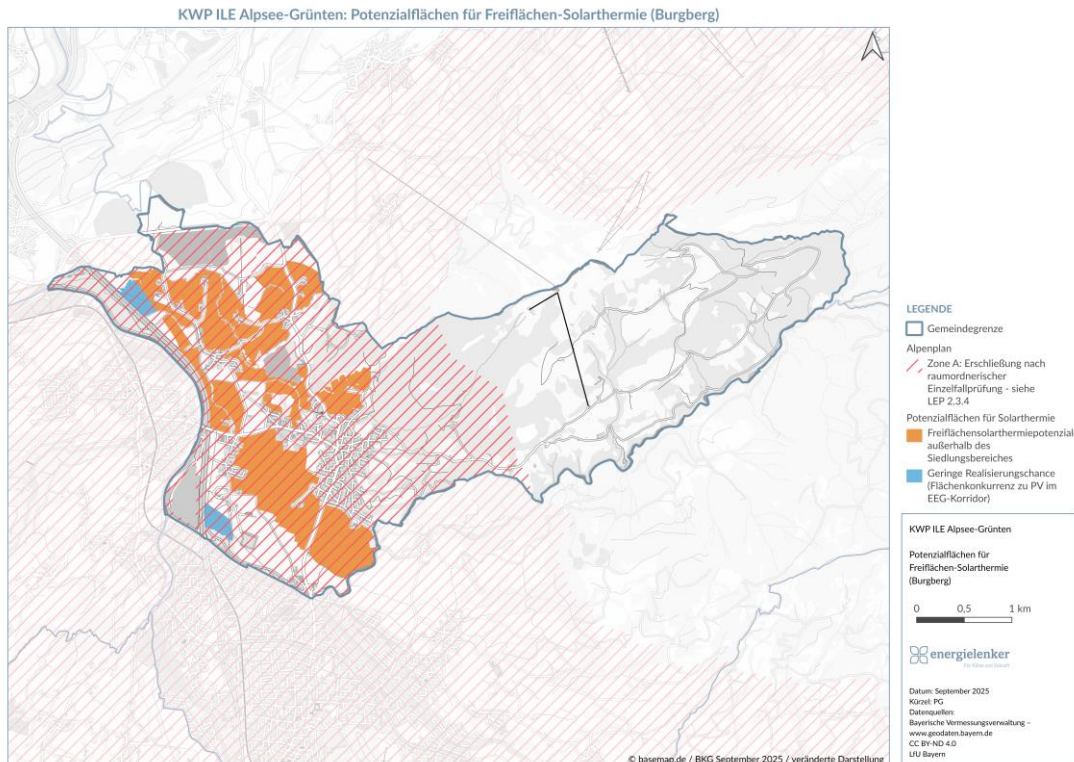 KWP ILE Alpsee-Grünten: Potenzialflächen für Freiflächen-Solarthermie (Burgberg)
LEGENDE
Gemeindegrenze
Alpenplan
Zone A: Erschließung nach
raumordnerischer
Einzelfallprüfung - siehe
LEP 2.3.4
Potenzialflächen für Solarthermie
Freiflächensolarthermiepotenzial
außerhalb des
Siedlungsbereiches
Geringe Realisierungschance
(Flächenkonkurrenz zu PV im
EEG-Korridor)
KWP ILE Alpsee-Grünten
Potenzialflächen für
Freiflächen-Solarthermie
(Burgberg)
0 0,5 1 km
energielenker
Für Klima und Zukunft
Datum: September 2025
Kürzel: PG
Datenquellen:
Bayerische Vermessungsverwaltung –
www.geodaten.bayern.de
CC BY-ND 4.0
LfU Bayern
© basemap.de / BKG September 2025 / veränderte Darstellung